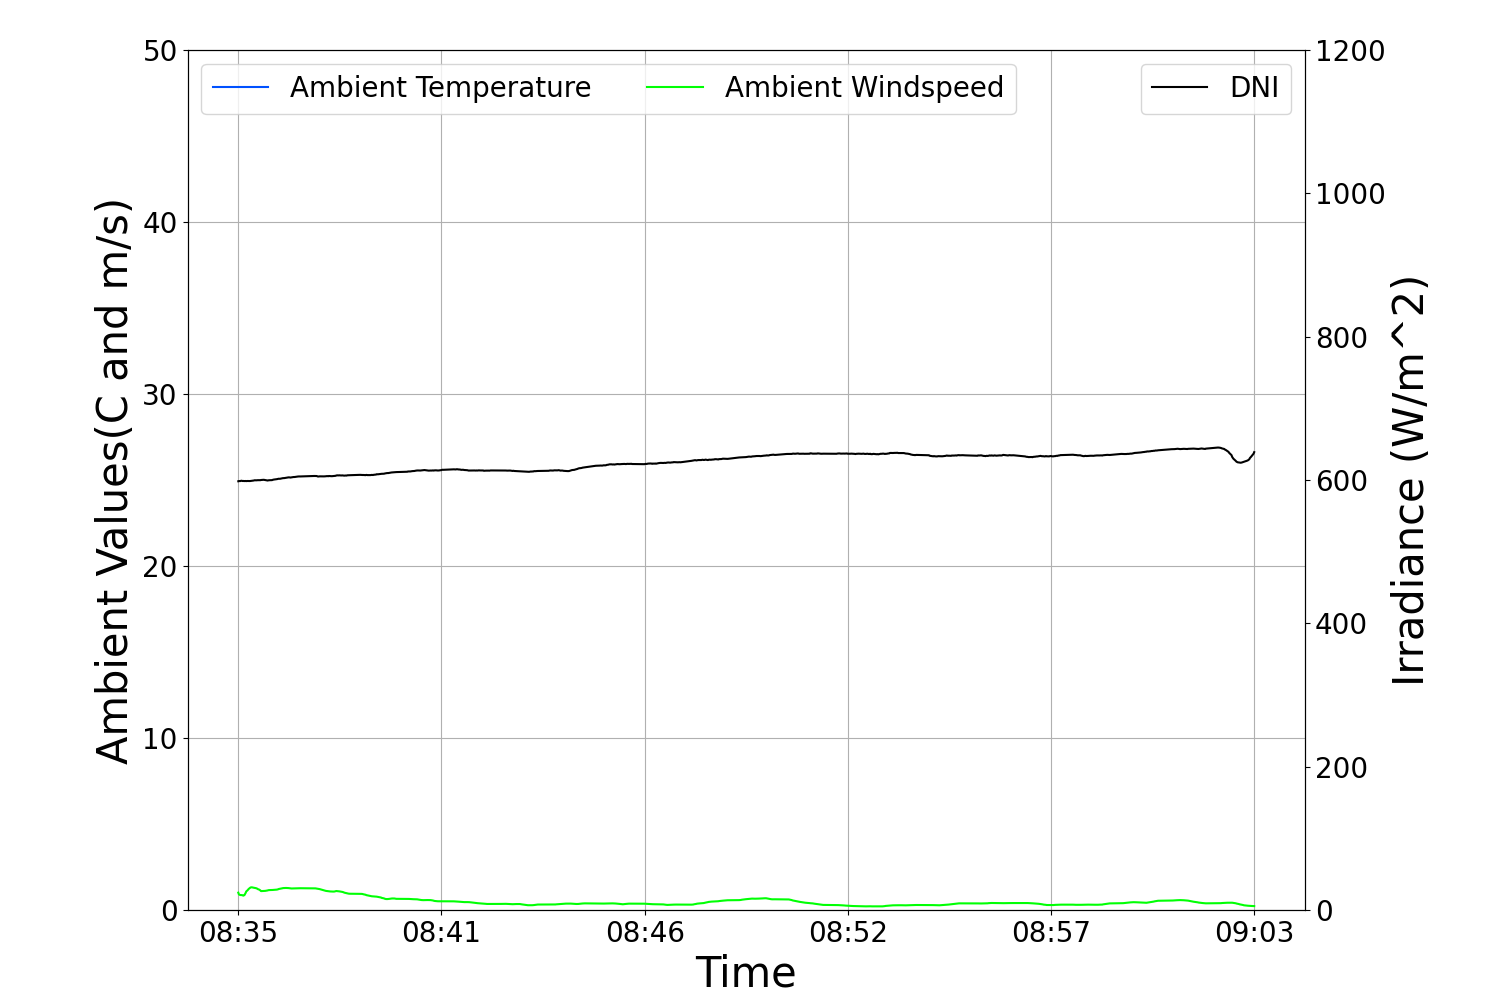 Ambient Temperature
Ambient Windspeed
DNI
Ambient Values(C and m/s)
50
40
30
20
10
0
1200
1000
800
600
400
200
0
Irradiance (W/m^2)
08:35 08:41 08:46 08:52 08:57 09:03
Time